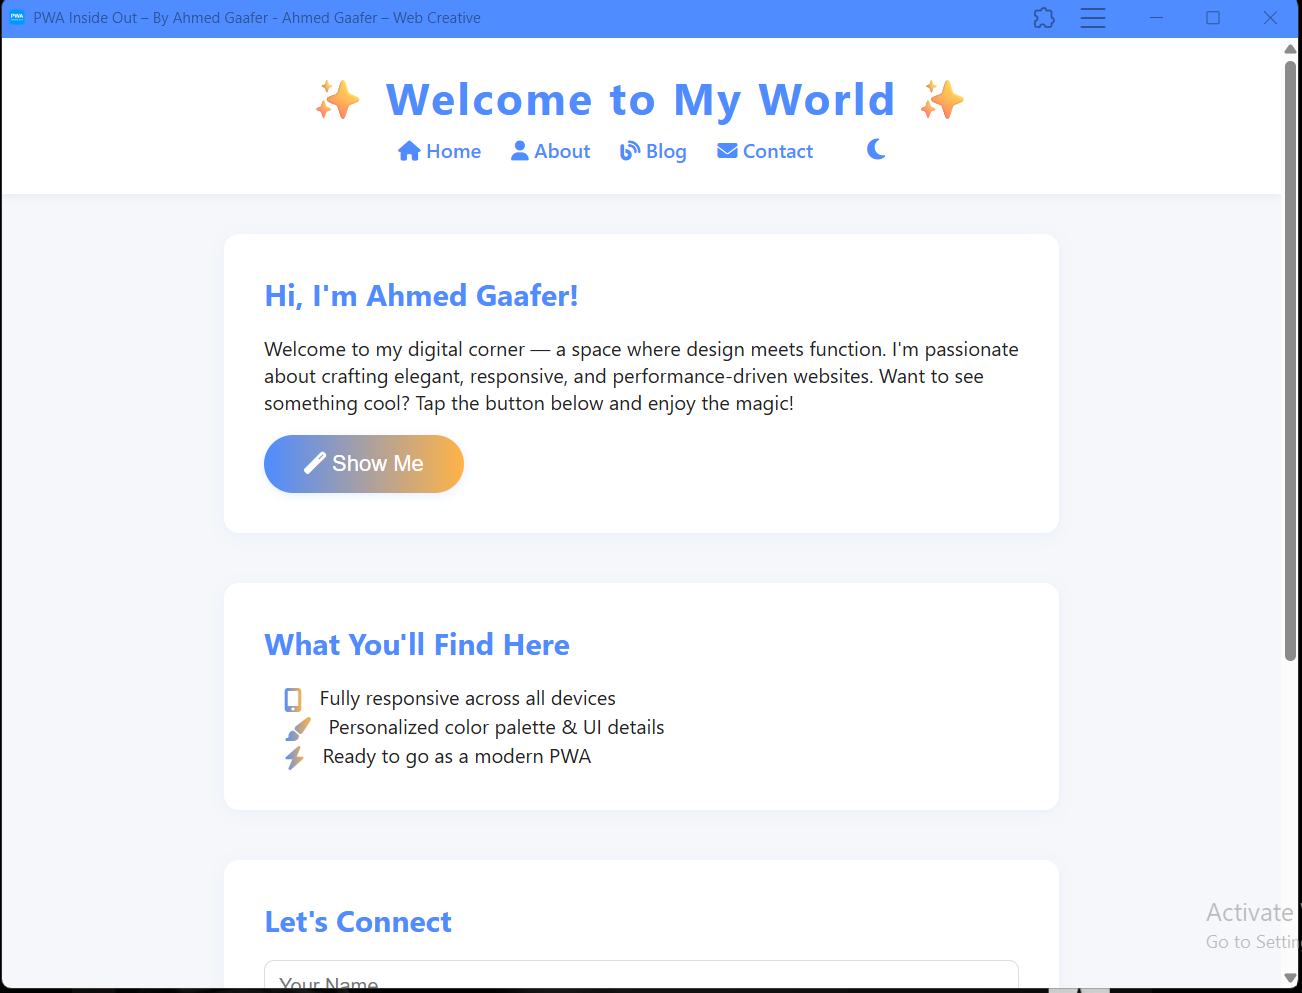 PWA Inside Out – By Ahmed Gaafer - Ahmed Gaafer – Web Creative
Welcome to My World
Home About Blog Contact
Hi, I'm Ahmed Gaafer!
Welcome to my digital corner — a space where design meets function. I'm passionate
about crafting elegant, responsive, and performance-driven websites. Want to see
something cool? Tap the button below and enjoy the magic!
Show Me
What You'll Find Here
Fully responsive across all devices
Personalized color palette & UI details
Ready to go as a modern PWA
Let's Connect
Your Name
Activate
Go to